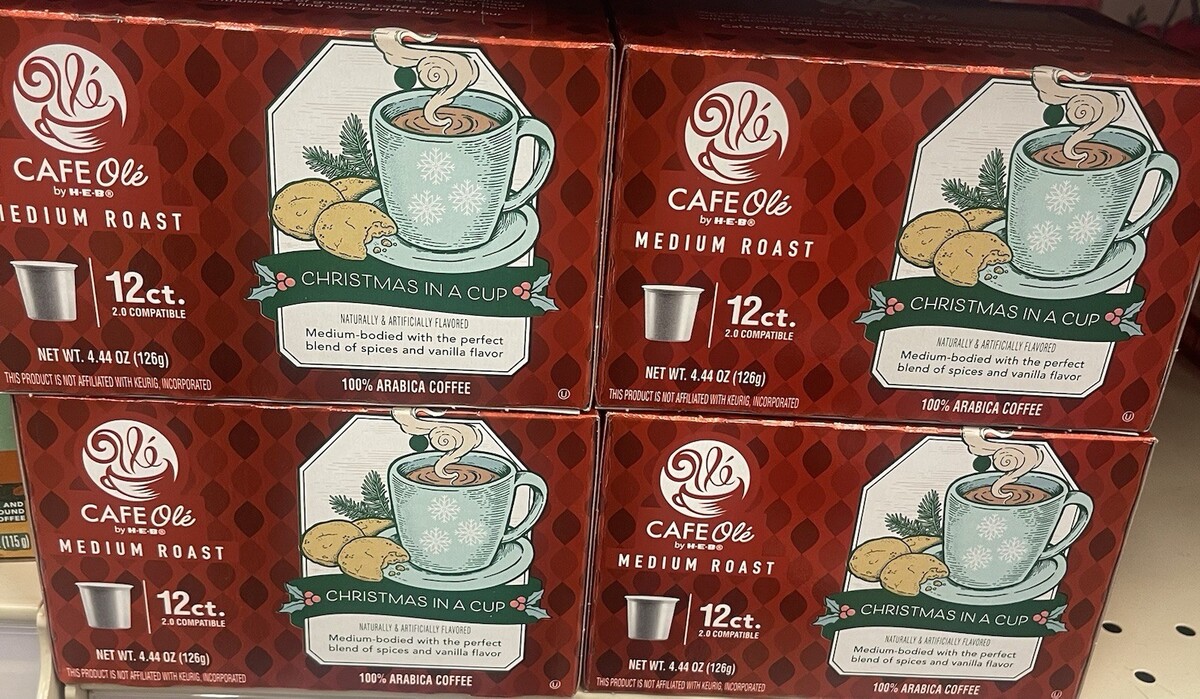 Olé
CAFE Olé
by H-E-B®
MEDIUM ROAST
12ct.
2.0 COMPATIBLE
NET WT. 4.44 OZ (126g)
THIS PRODUCT IS NOT AFFILIATED WITH KEURIG, INCORPORATED
CHRISTMAS IN A CUP
NATURALLY & ARTIFICIALLY FLAVORED
Medium-bodied with the perfect
blend of spices and vanilla flavor
100% ARABICA COFFEE
U
Olé
CAFE Olé
by H-E-B®
MEDIUM ROAST
12ct.
2.0 COMPATIBLE
NET WT. 4.44 OZ (126g)
THIS PRODUCT IS NOT AFFILIATED WITH KEURIG, INCORPORATED
CHRISTMAS IN A CUP
NATURALLY & ARTIFICIALLY FLAVORED
Medium-bodied with the perfect
blend of spices and vanilla flavor
100% ARABICA COFFEE
U
Olé
CAFE Olé
by H-E-B®
MEDIUM ROAST
12ct.
2.0 COMPATIBLE
NET WT. 4.44 OZ (126g)
THIS PRODUCT IS NOT AFFILIATED WITH KEURIG, INCORPORATED
CHRISTMAS IN A CUP
NATURALLY & ARTIFICIALLY FLAVORED
Medium-bodied with the perfect
blend of spices and vanilla flavor
100% ARABICA COFFEE
U
Olé
CAFE Olé
by H-E-B®
MEDIUM ROAST
12ct.
2.0 COMPATIBLE
NET WT. 4.44 OZ (126g)
THIS PRODUCT IS NOT AFFILIATED WITH KEURIG, INCORPORATED
CHRISTMAS IN A CUP
NATURALLY & ARTIFICIALLY FLAVORED
Medium-bodied with the perfect
blend of spices and vanilla flavor
100% ARABICA COFFEE
U
AND
OUND
OFFEE
(115g)